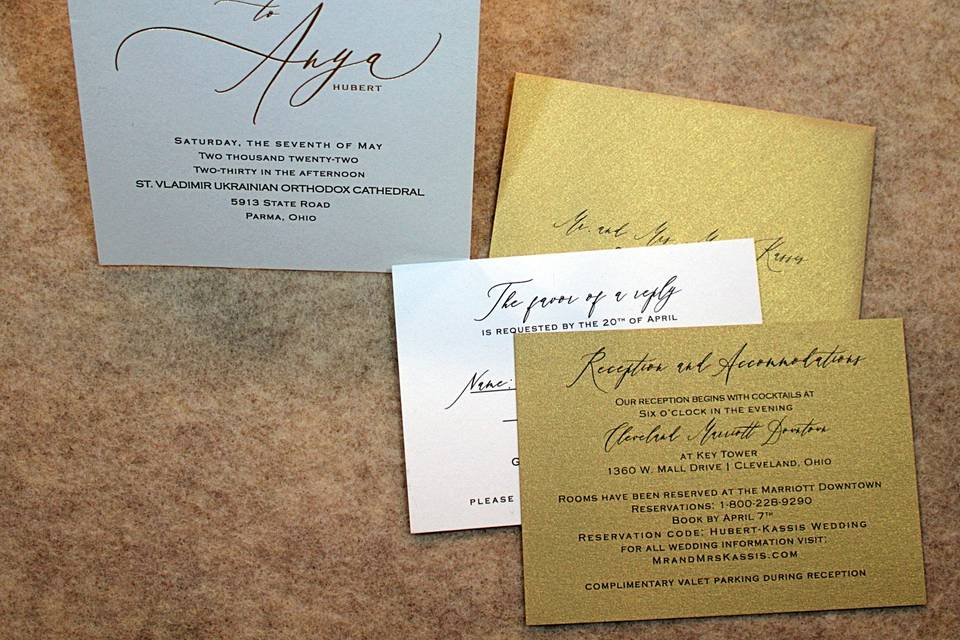 to
Anya
HUBERT
SATURDAY, THE SEVENTH OF MAY
TWO THOUSAND TWENTY-TWO
TWO-THIRTY IN THE AFTERNOON
ST. VLADIMIR UKRAINIAN ORTHODOX CATHEDRAL
5913 STATE ROAD
PARMA, OHIO
Mr. and Mrs.
Kassis
The favor of a reply
IS REQUESTED BY THE 20TH OF APRIL
Name:
G
PLEASE
Reception and Accommodations
OUR RECEPTION BEGINS WITH COCKTAILS AT
SIX O'CLOCK IN THE EVENING
Cleveland Marriott Downtown
AT KEY TOWER
1360 W. MALL DRIVE | CLEVELAND, OHIO
ROOMS HAVE BEEN RESERVED AT THE MARRIOTT DOWNTOWN
RESERVATIONS: 1-800-228-9290
BOOK BY APRIL 7TH
RESERVATION CODE: HUBERT-KASSIS WEDDING
FOR ALL WEDDING INFORMATION VISIT:
MRANDMRSKASSIS.COM
COMPLIMENTARY VALET PARKING DURING RECEPTION